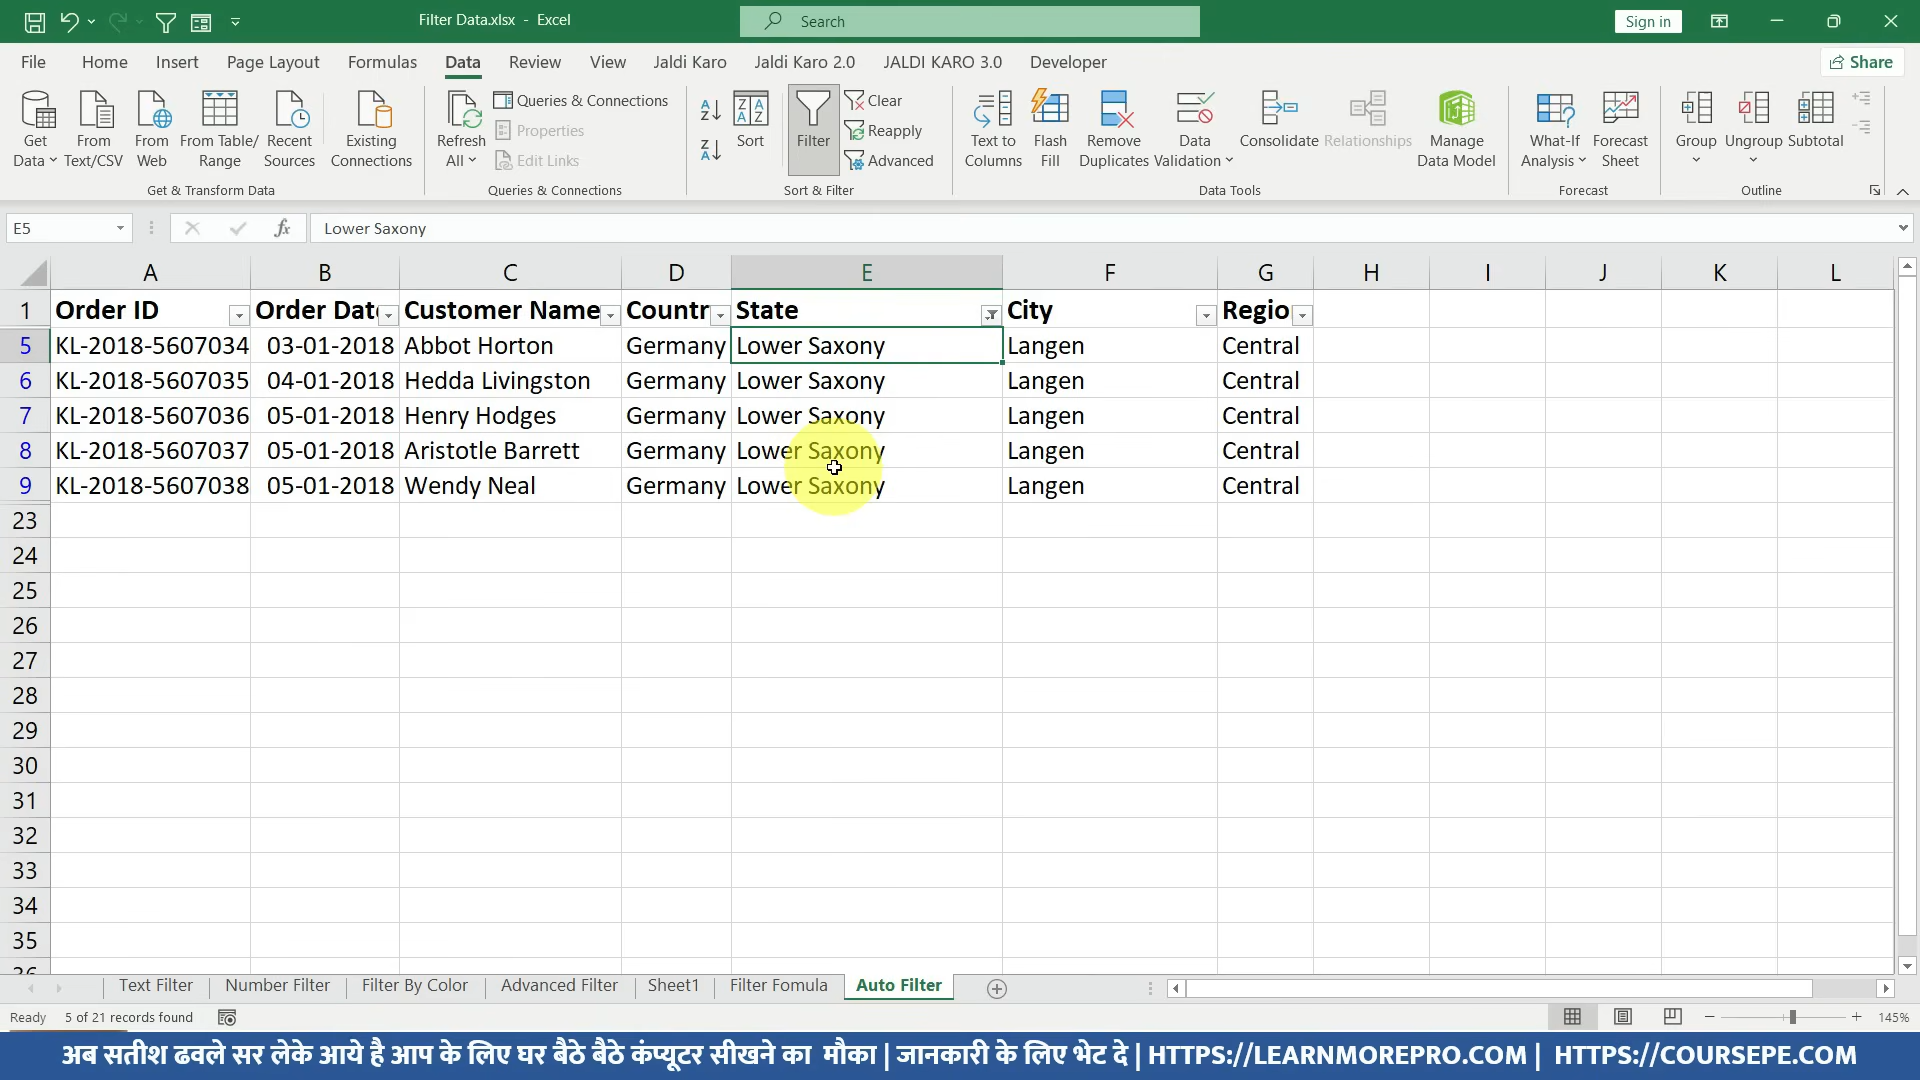 Filter Data.xlsx - Excel
Search
Sign in
File Home Insert Page Layout Formulas Data Review View Jaldi Karo Jaldi Karo 2.0 JALDI KARO 3.0 Developer Share
Get Data
From Text/CSV
From Web
From Table/ Range
Recent Sources
Existing Connections
Get & Transform Data
Refresh All
Queries & Connections
Properties
Edit Links
Queries & Connections
Sort
Filter
Clear
Reapply
Advanced
Sort & Filter
Text to Columns
Flash Fill
Remove Duplicates
Data Validation
Consolidate
Relationships
Manage Data Model
Data Tools
What-If Analysis
Forecast Sheet
Forecast
Group
Ungroup
Subtotal
Outline
E5 fx Lower Saxony
A B C D E F G H I J K L
1 Order ID Order Dat Customer Name Countr State City Regio
5 KL-2018-5607034 03-01-2018 Abbot Horton Germany Lower Saxony Langen Central
6 KL-2018-5607035 04-01-2018 Hedda Livingston Germany Lower Saxony Langen Central
7 KL-2018-5607036 05-01-2018 Henry Hodges Germany Lower Saxony Langen Central
8 KL-2018-5607037 05-01-2018 Aristotle Barrett Germany Lower Saxony Langen Central
9 KL-2018-5607038 05-01-2018 Wendy Neal Germany Lower Saxony Langen Central
23
24
25
26
27
28
29
30
31
32
33
34
35
36
Text Filter Number Filter Filter By Color Advanced Filter Sheet1 Filter Fomula Auto Filter
Ready 5 of 21 records found 145%
अब सतीश ढवले सर लेके आये है आप के लिए घर बैठे बैठे कंप्यूटर सीखने का मौका | जानकारी के लिए भेट दे | HTTPS://LEARNMOREPRO.COM | HTTPS://COURSEPE.COM